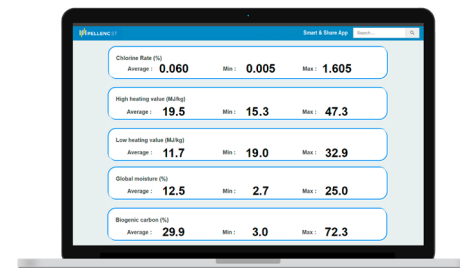 PELLENC ST
Smart & Share App Search...
Chlorine Rate (%)
Average : 0.060 Min : 0.005 Max : 1.605
High heating value (MJ/kg)
Average : 19.5 Min : 15.3 Max : 47.3
Low heating value (MJ/kg)
Average : 11.7 Min : 19.0 Max : 32.9
Global moisture (%)
Average : 12.5 Min : 2.7 Max : 25.0
Biogenic carbon (%)
Average : 29.9 Min : 3.0 Max : 72.3